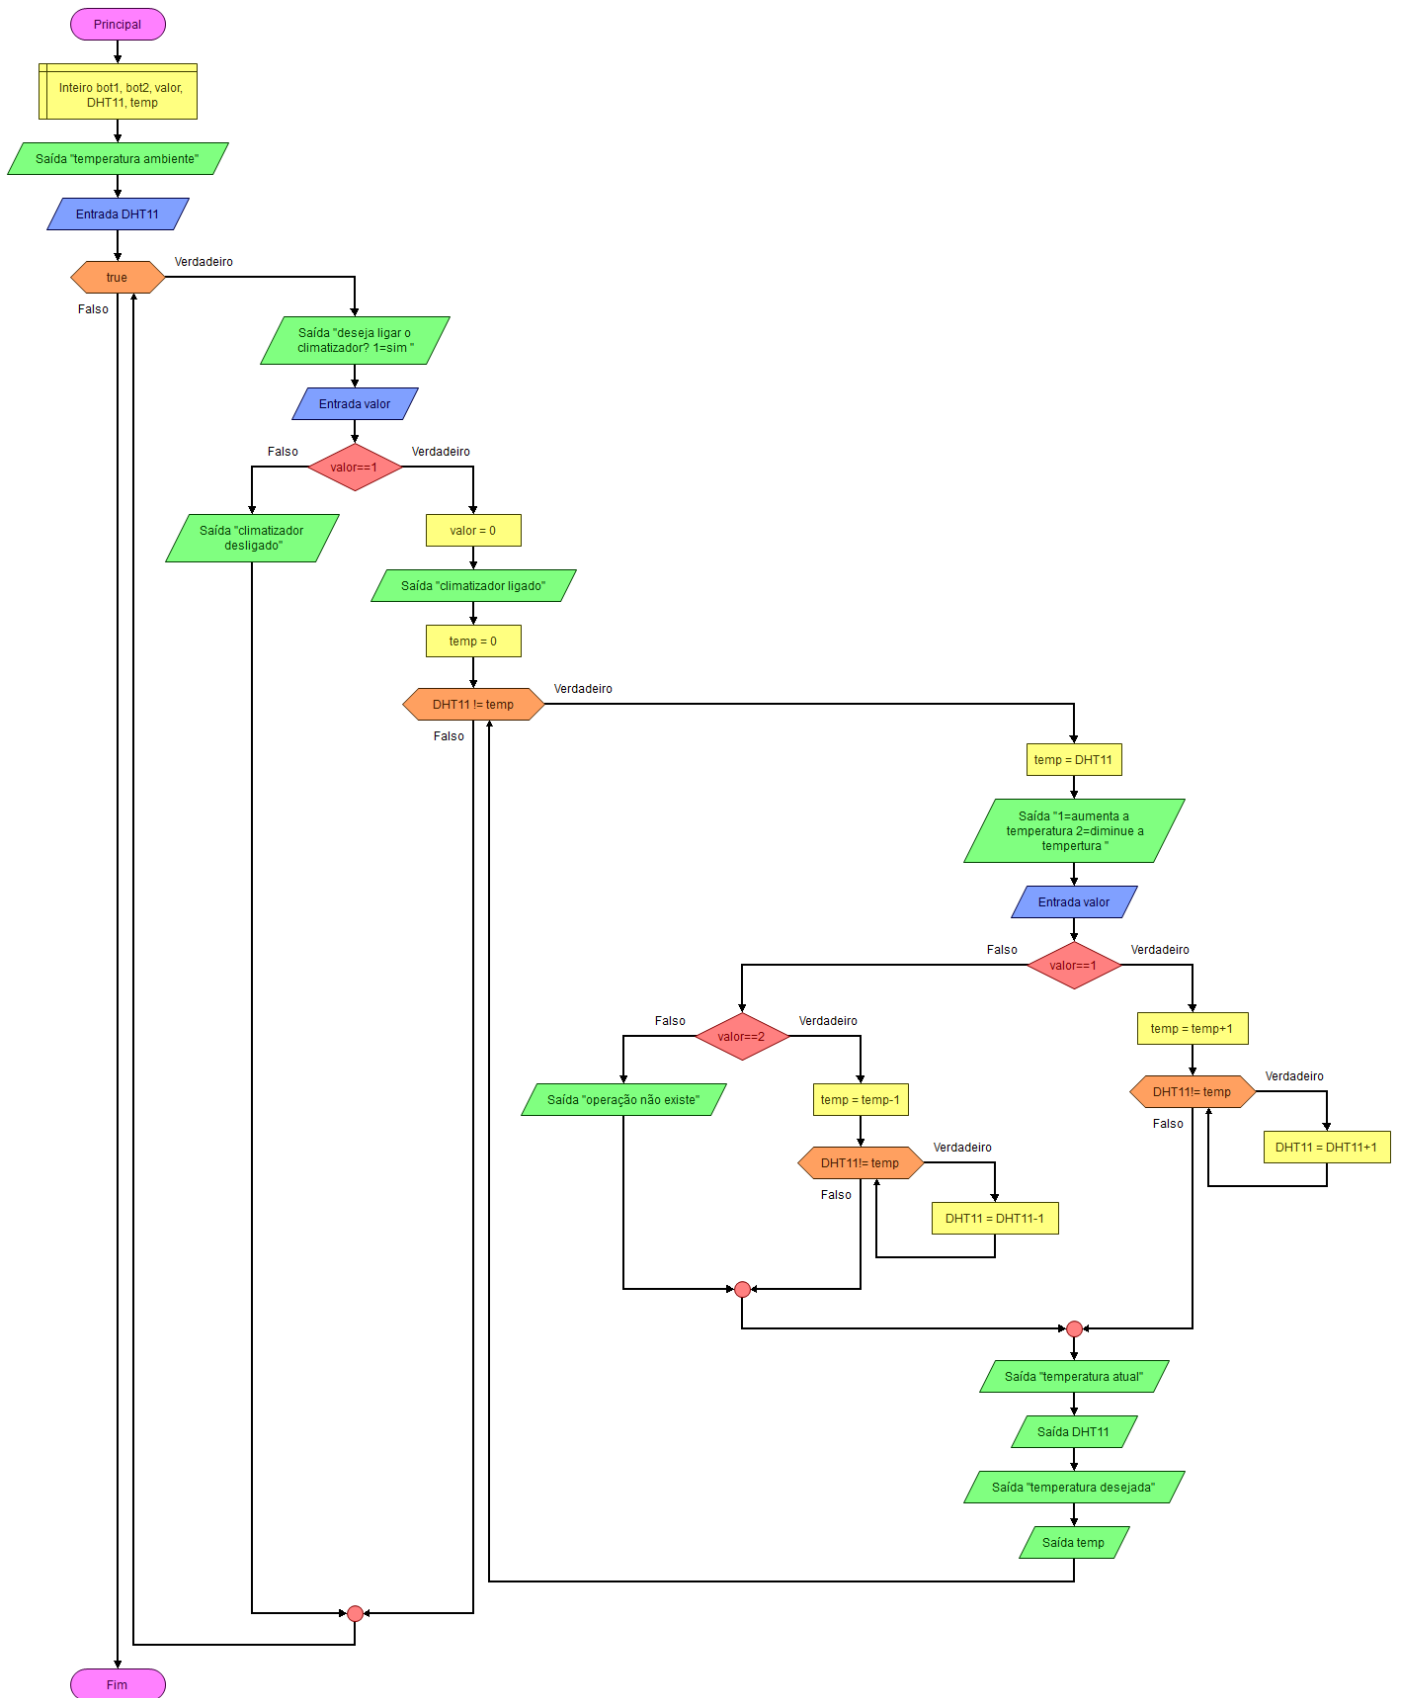 Principal
Inteiro bot1, bot2, valor,
DHT11, temp
Saída "temperatura ambiente"
Entrada DHT11
true
Verdadeiro
Falso
Saída "deseja ligar o
climatizador? 1=sim "
Entrada valor
Falso
Verdadeiro
valor==1
Saída "climatizador
desligado"
valor = 0
Saída "climatizador ligado"
temp = 0
DHT11 != temp
Verdadeiro
Falso
temp = DHT11
Saída "1=aumenta a
temperatura 2=diminue a
tempertura "
Entrada valor
Falso
Verdadeiro
valor==1
Falso
Verdadeiro
valor==2
temp = temp+1
Saída "operação não existe"
temp = temp-1
DHT11!= temp
Verdadeiro
Falso
DHT11 = DHT11+1
DHT11!= temp
Verdadeiro
Falso
DHT11 = DHT11-1
Saída "temperatura atual"
Saída DHT11
Saída "temperatura desejada"
Saída temp
Fim